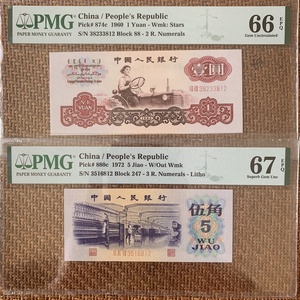 PMG
PAPER MONEY GUARANTY
China / People's Republic
Pick# 874c 1960 1 Yuan - Wmk: Stars
S/N 38233812 Block 88 - 2 R. Numerals
66 EPQ
Gem Uncirculated
中国人民银行
壹圆
38233812
PMG
PAPER MONEY GUARANTY
China / People's Republic
Pick# 880c 1972 5 Jiao - W/Out Wmk
S/N 3516812 Block 247 - 3 R. Numerals - Litho
67 EPQ
Superb Gem Unc
中国人民银行
伍角
5
WU JIAO
3516812